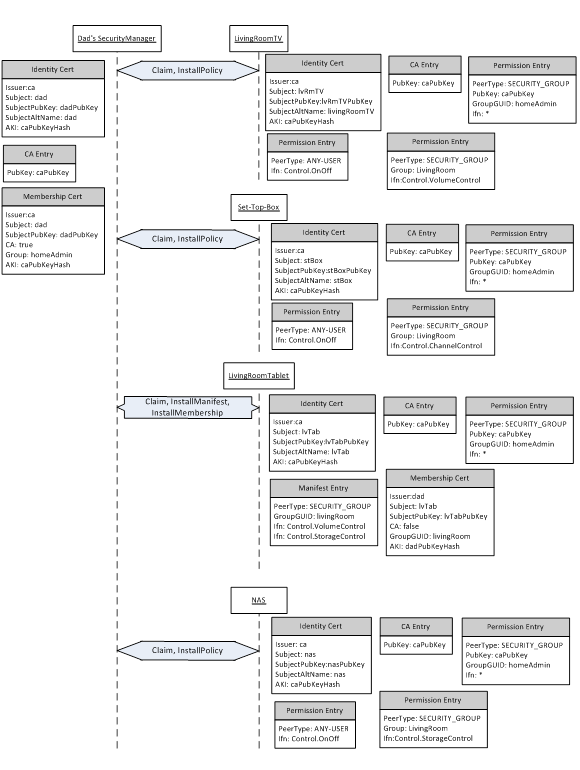 Dad's SecurityManager
LivingRoomTV
Identity Cert
Issuer:ca
Subject: dad
SubjectPubKey: dadPubKey
SubjectAltName: dad
AKI: caPubKeyHash
Claim, InstallPolicy
Identity Cert
Issuer:ca
Subject: lvRmTV
SubjectPubKey:lvRmTVPubKey
SubjectAltName: livingRoomTV
AKI: caPubKeyHash
CA Entry
PubKey: caPubKey
Permission Entry
PeerType: SECURITY_GROUP
PubKey: caPubKey
GroupGUID: homeAdmin
Ifn: *
CA Entry
PubKey: caPubKey
Permission Entry
PeerType: ANY-USER
Ifn: Control.OnOff
Permission Entry
PeerType: SECURITY_GROUP
Group: LivingRoom
Ifn:Control.VolumeControl
Membership Cert
Issuer:ca
Subject: dad
SubjectPubKey: dadPubKey
CA: true
Group: homeAdmin
AKI: caPubKeyHash
Set-Top-Box
Claim, InstallPolicy
Identity Cert
Issuer:ca
Subject: stBox
SubjectPubKey:stBoxPubKey
SubjectAltName: stBox
AKI: caPubKeyHash
CA Entry
PubKey: caPubKey
Permission Entry
PeerType: SECURITY_GROUP
PubKey: caPubKey
GroupGUID: homeAdmin
Ifn: *
Permission Entry
PeerType: ANY-USER
Ifn: Control.OnOff
Permission Entry
PeerType: SECURITY_GROUP
Group: LivingRoom
Ifn:Control.ChannelControl
LivingRoomTablet
Claim, InstallManifest,
InstallMembership
Identity Cert
Issuer:ca
Subject: lvTab
SubjectPubKey:lvTabPubKey
SubjectAltName: lvTab
AKI: caPubKeyHash
CA Entry
PubKey: caPubKey
Permission Entry
PeerType: SECURITY_GROUP
PubKey: caPubKey
GroupGUID: homeAdmin
Ifn: *
Manifest Entry
PeerType: SECURITY_GROUP
GroupGUID: livingRoom
Ifn: Control.VolumeControl
Ifn: Control.StorageControl
Membership Cert
Issuer:dad
Subject: lvTab
SubjectPubKey: lvTabPubKey
CA: false
GroupGUID: livingRoom
AKI: dadPubKeyHash
NAS
Claim, InstallPolicy
Identity Cert
Issuer: ca
Subject: nas
SubjectPubKey:nasPubKey
SubjectAltName: nas
AKI: caPubKeyHash
CA Entry
PubKey: caPubKey
Permission Entry
PeerType: SECURITY_GROUP
PubKey: caPubKey
GroupGUID: homeAdmin
Ifn: *
Permission Entry
PeerType: ANY-USER
Ifn: Control.OnOff
Permission Entry
PeerType: SECURITY_GROUP
Group: LivingRoom
Ifn:Control.StorageControl